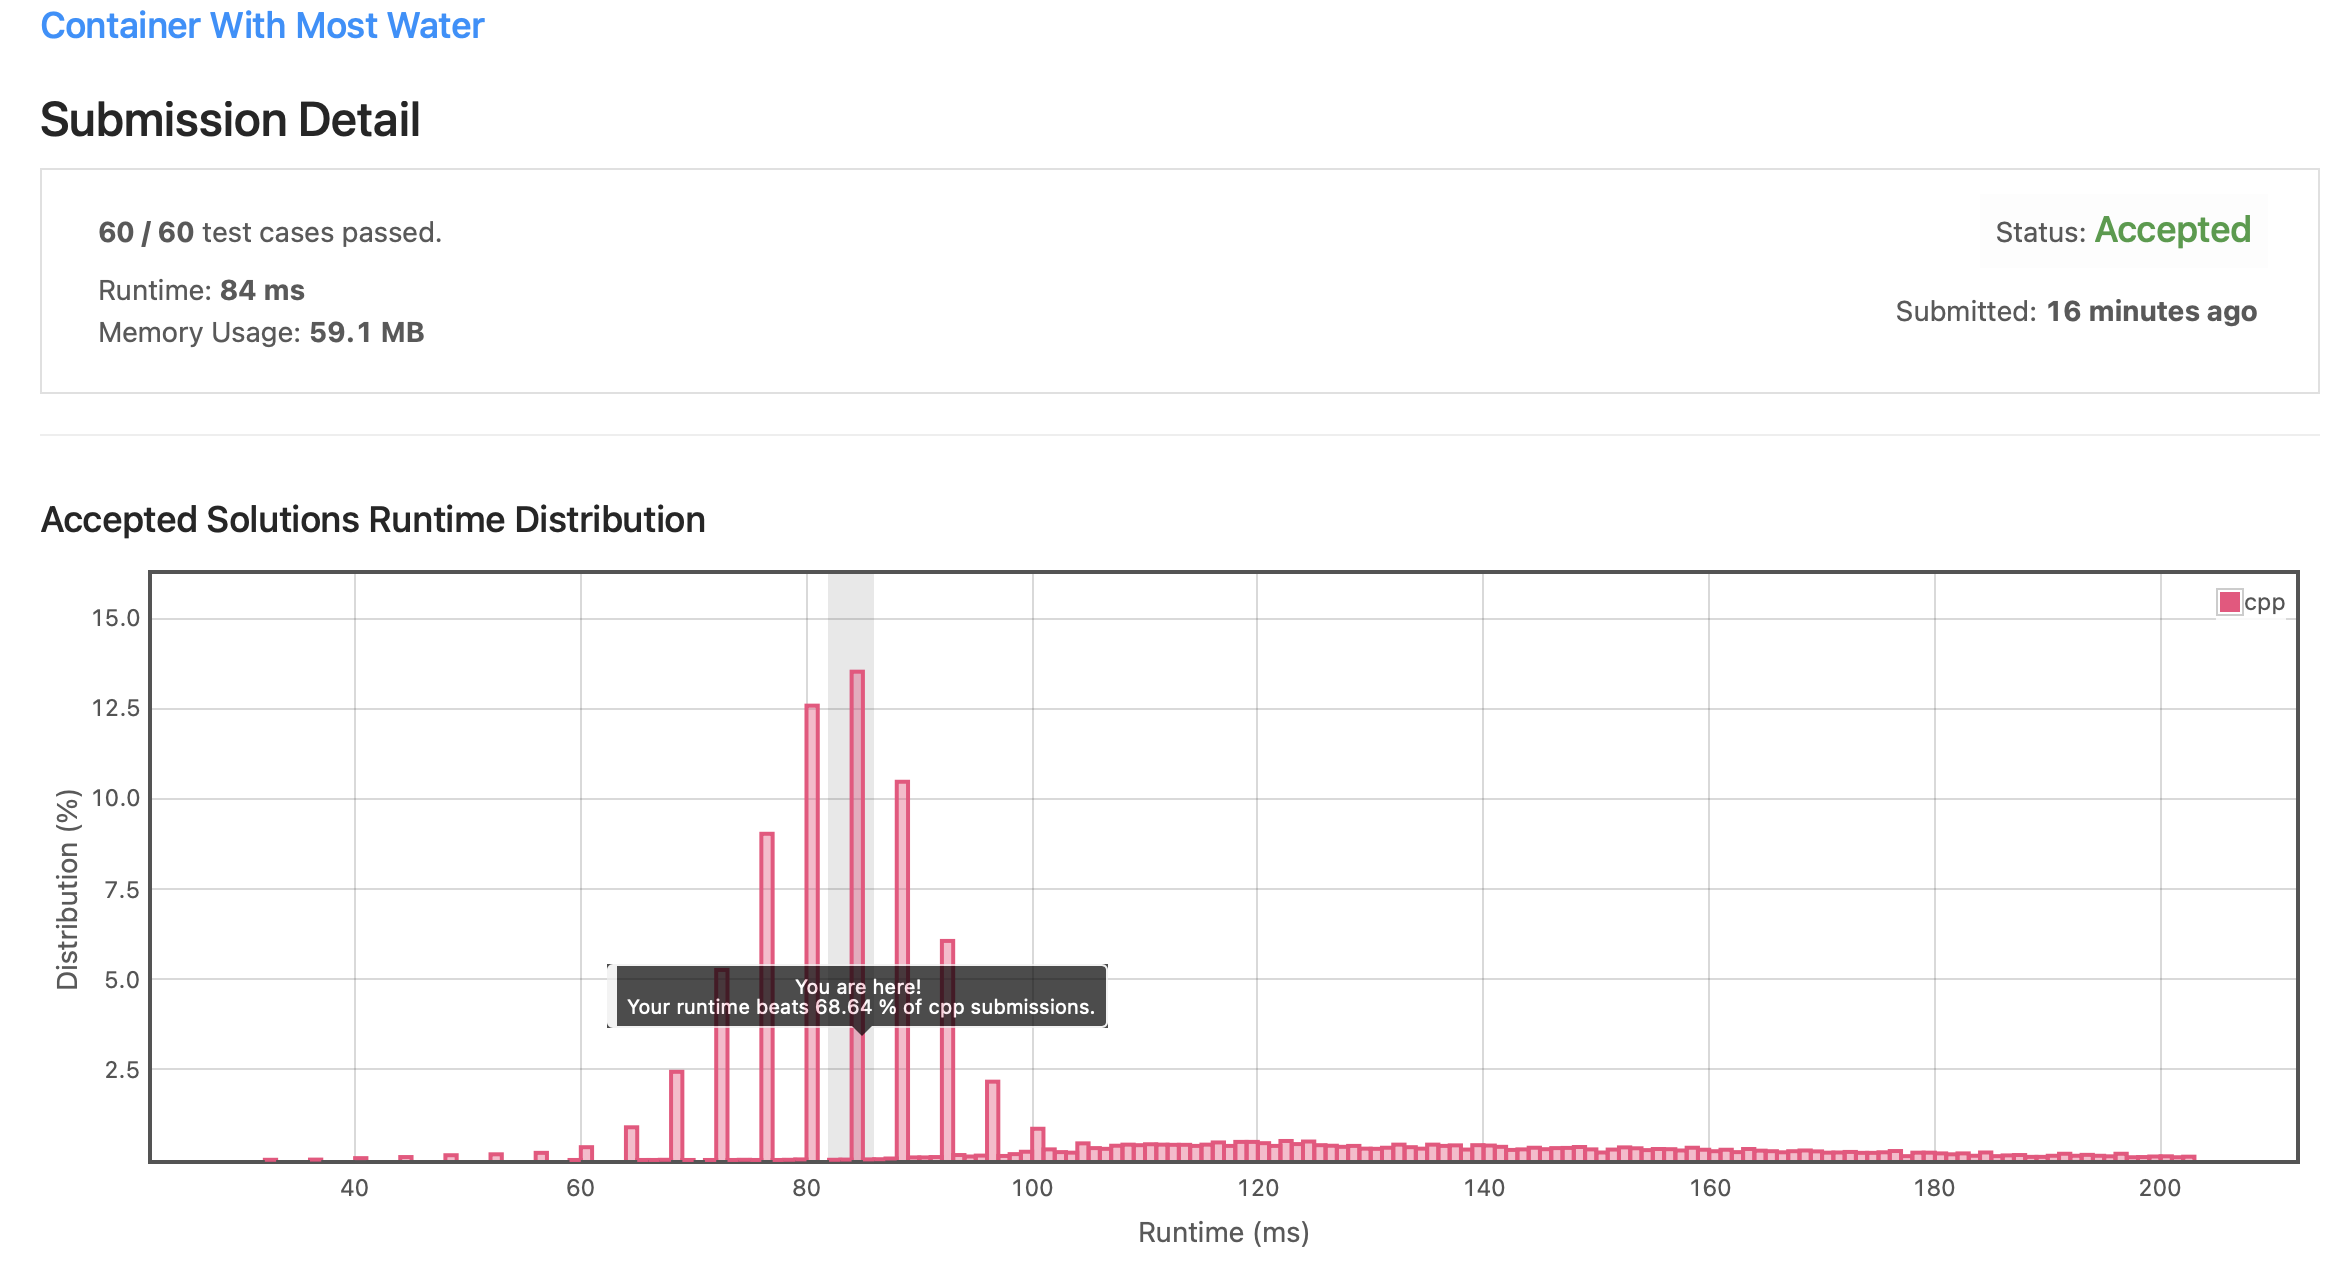 Container With Most Water
Submission Detail
60 / 60 test cases passed.
Status: Accepted
Runtime: 84 ms
Submitted: 16 minutes ago
Memory Usage: 59.1 MB
Accepted Solutions Runtime Distribution
cpp
15.0
12.5
10.0
7.5
5.0
2.5
Distribution (%)
You are here!
Your runtime beats 68.64 % of cpp submissions.
40 60 80 100 120 140 160 180 200
Runtime (ms)